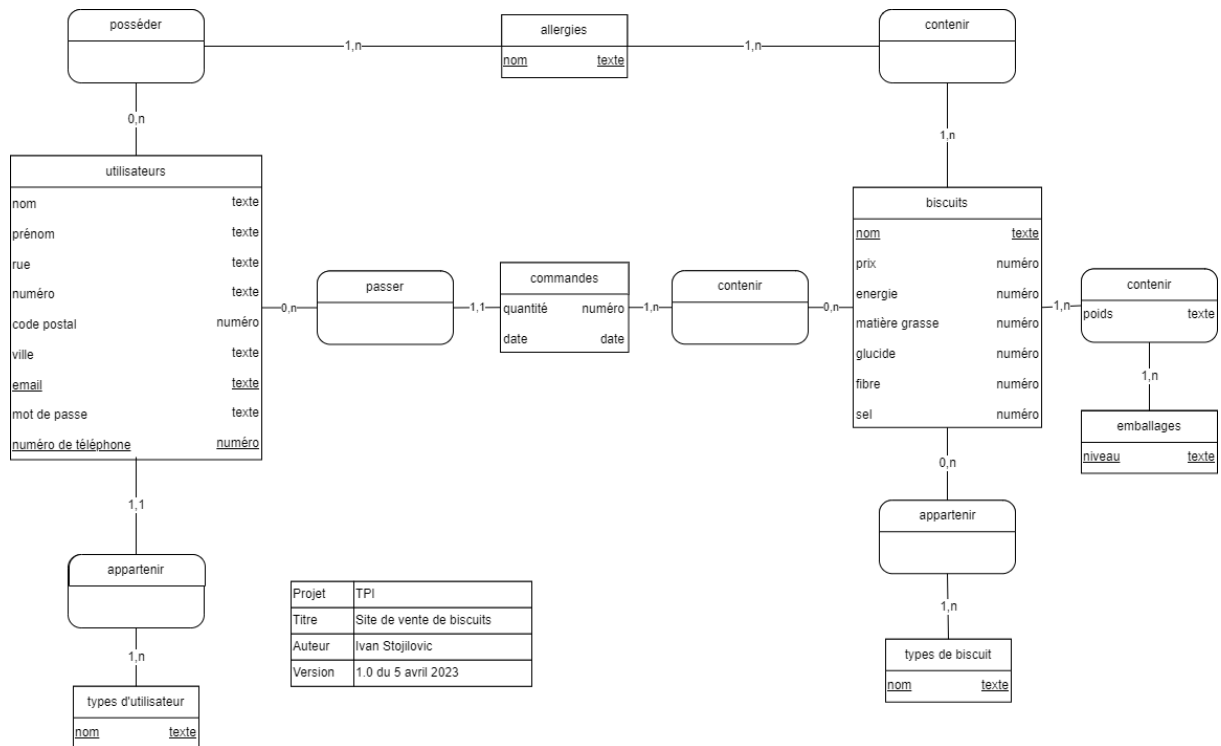 posséder
allergies
contenir
nom texte
1,n
1,n
0,n
1,n
utilisateurs
nom texte
prénom texte
rue texte
numéro texte
code postal numéro
ville texte
email texte
mot de passe texte
numéro de téléphone numéro
0,n
passer
1,1
commandes
quantité numéro
date date
1,n
contenir
0,n
biscuits
nom texte
prix numéro
energie numéro
matière grasse numéro
glucide numéro
fibre numéro
sel numéro
1,n
contenir
poids texte
1,n
emballages
niveau texte
0,n
appartenir
1,n
types de biscuit
nom texte
1,1
appartenir
1,n
types d'utilisateur
nom texte
Projet TPI
Titre Site de vente de biscuits
Auteur Ivan Stojilovic
Version 1.0 du 5 avril 2023